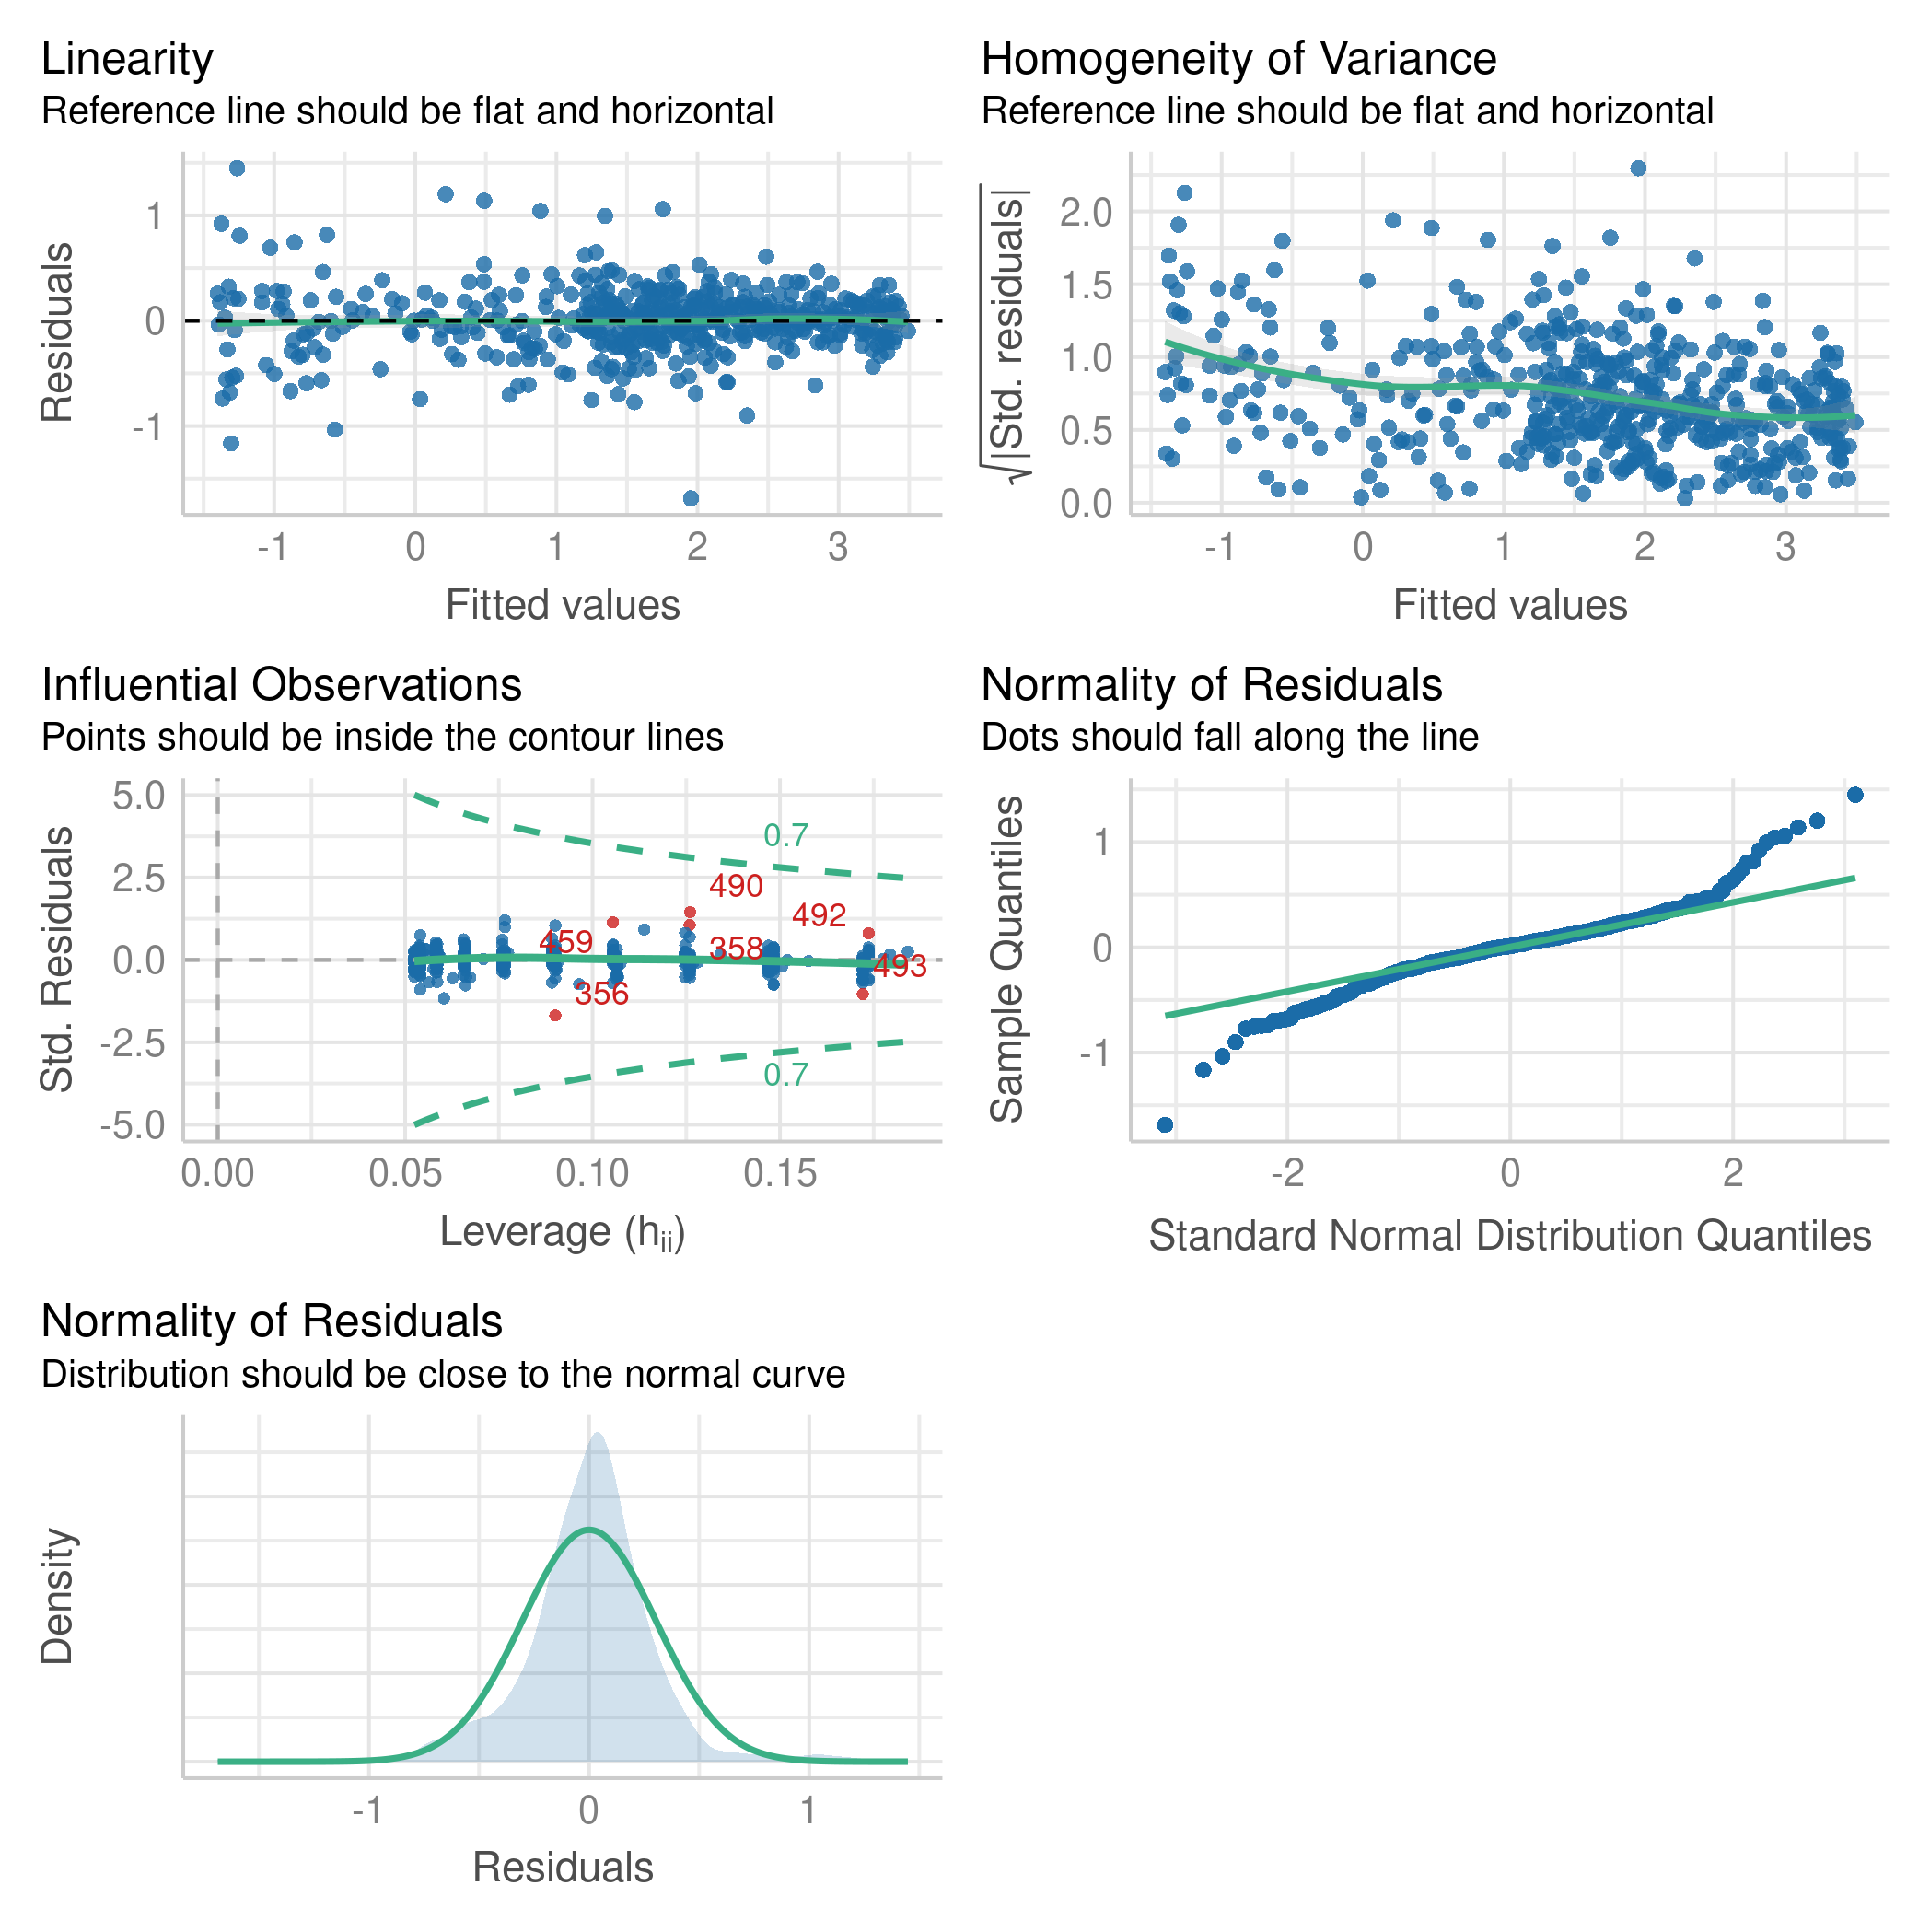 Linearity
Reference line should be flat and horizontal
Residuals
1
0
-1
-1 0 1 2 3
Fitted values
Homogeneity of Variance
Reference line should be flat and horizontal
√|Std. residuals|
2.0
1.5
1.0
0.5
0.0
-1 0 1 2 3
Fitted values
Influential Observations
Points should be inside the contour lines
Std. Residuals
5.0
2.5
0.0
-2.5
-5.0
0.7
490
492
459
358
493
356
0.7
0.00 0.05 0.10 0.15
Leverage (hii)
Normality of Residuals
Dots should fall along the line
Sample Quantiles
1
0
-1
-2 0 2
Standard Normal Distribution Quantiles
Normality of Residuals
Distribution should be close to the normal curve
Density
-1 0 1
Residuals